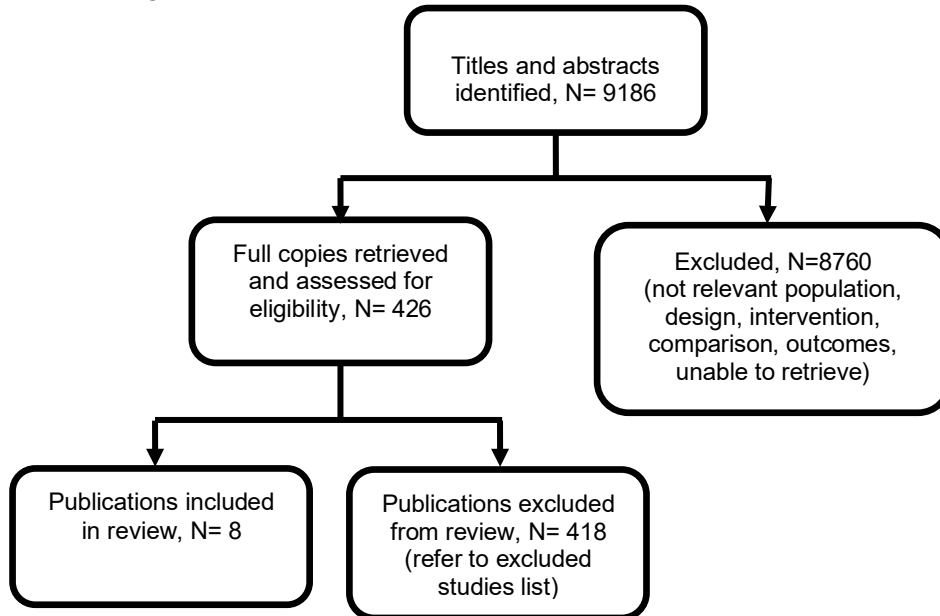 Titles and abstracts
identified, N= 9186
Full copies retrieved
and assessed for
eligibility, N= 426
Excluded, N=8760
(not relevant population,
design, intervention,
comparison, outcomes,
unable to retrieve)
Publications included
in review, N= 8
Publications excluded
from review, N= 418
(refer to excluded
studies list)